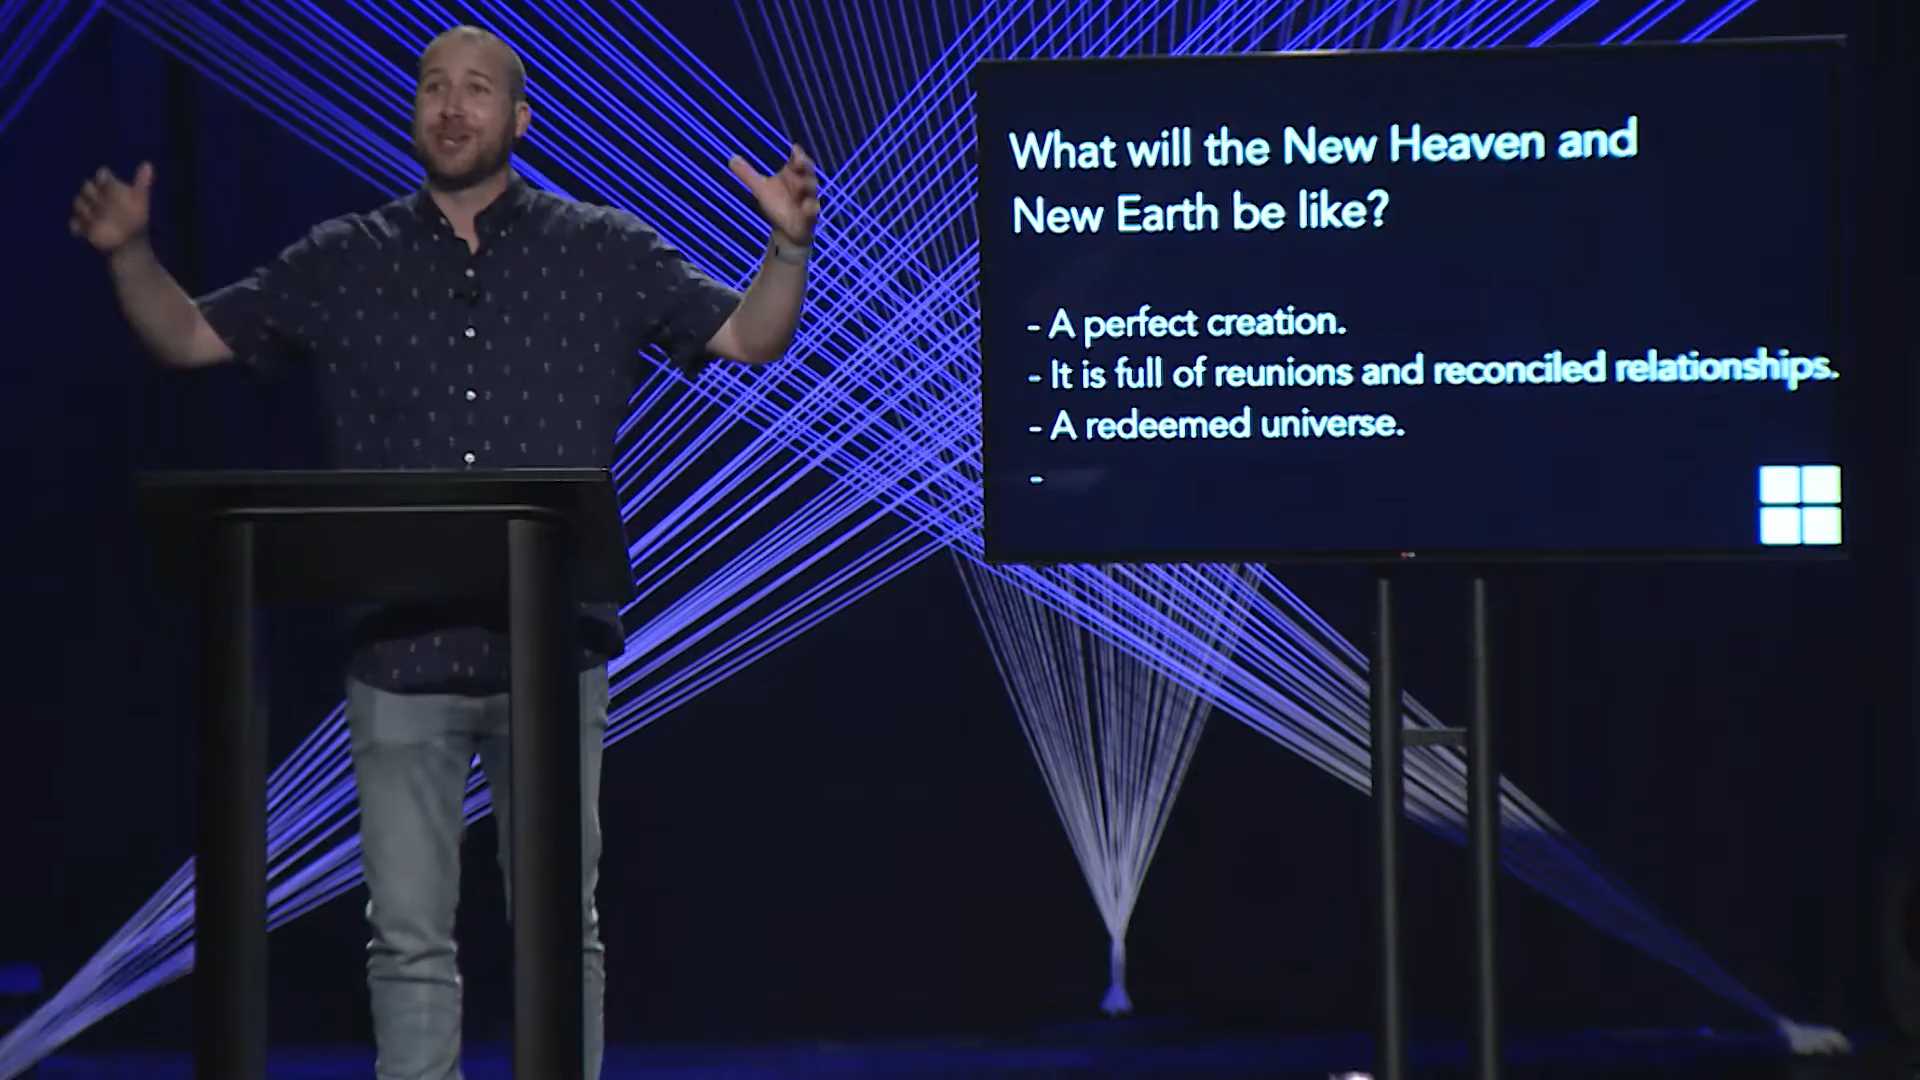 What will the New Heaven and
New Earth be like?
- A perfect creation.
- It is full of reunions and reconciled relationships.
- A redeemed universe.
-